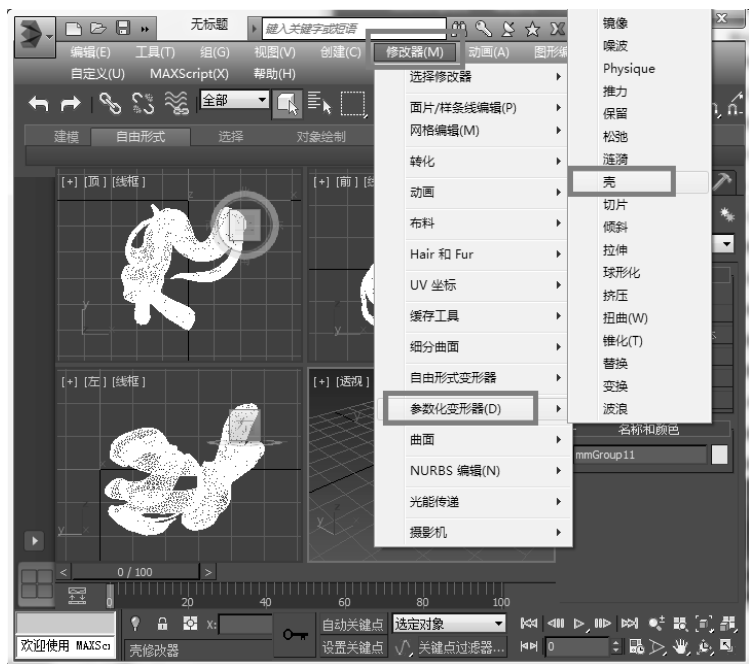 无标题
键入关键字或短语
编辑(E) 工具(T) 组(G) 视图(V) 创建(C) 修改器(M) 动画(A) 图形编
自定义(U) MAXScript(X) 帮助(H)
全部
建模 自由形式 选择 对象绘制
[+] [顶] [线框]
[+] [前] [线
[+] [左] [线框]
[+] [透视]
选择修改器
面片/样条线编辑(P)
网格编辑(M)
转化
动画
布料
Hair 和 Fur
UV 坐标
缓存工具
细分曲面
自由形式变形器
参数化变形器(D)
曲面
NURBS 编辑(N)
光能传递
摄影机
镜像
噪波
Physique
推力
保留
松弛
涟漪
壳
切片
倾斜
拉伸
球形化
挤压
扭曲(W)
锥化(T)
替换
变换
波浪
- 名称和颜色
mmGroup11
z
x
y
y
y
x
< 0 / 100 >
0 20 40 60 80 100
X:
自动关键点 选定对象
欢迎使用 MAXSci
壳修改器
设置关键点 关键点过滤器...
0